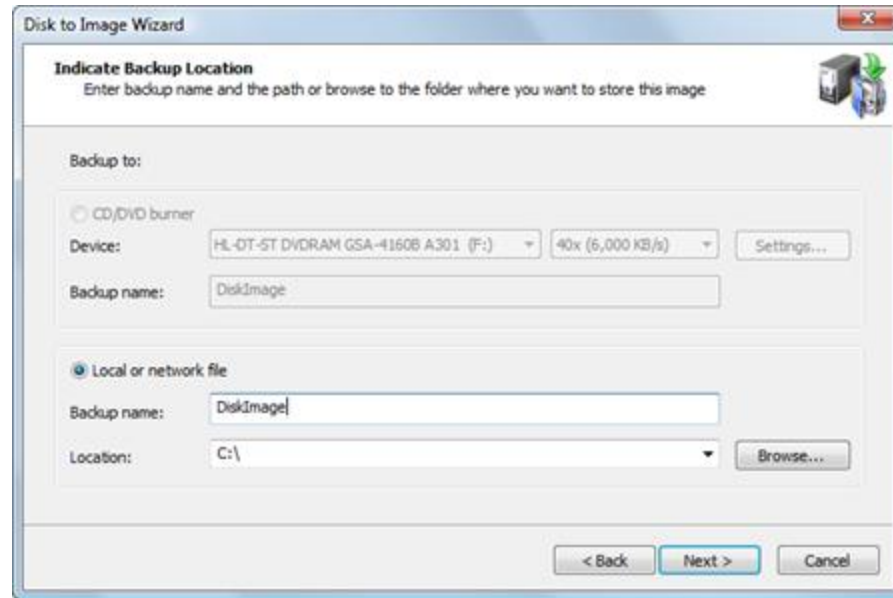 Disk to Image Wizard
Indicate Backup Location
Enter backup name and the path or browse to the folder where you want to store this image
Backup to:
CD/DVD burner
Device: HL-DT-ST DVDRAM GSA-4160B A301 (F:) 40x (6,000 KB/s) Settings...
Backup name: DiskImage
Local or network file
Backup name: DiskImage
Location: C:\ Browse...
< Back Next > Cancel